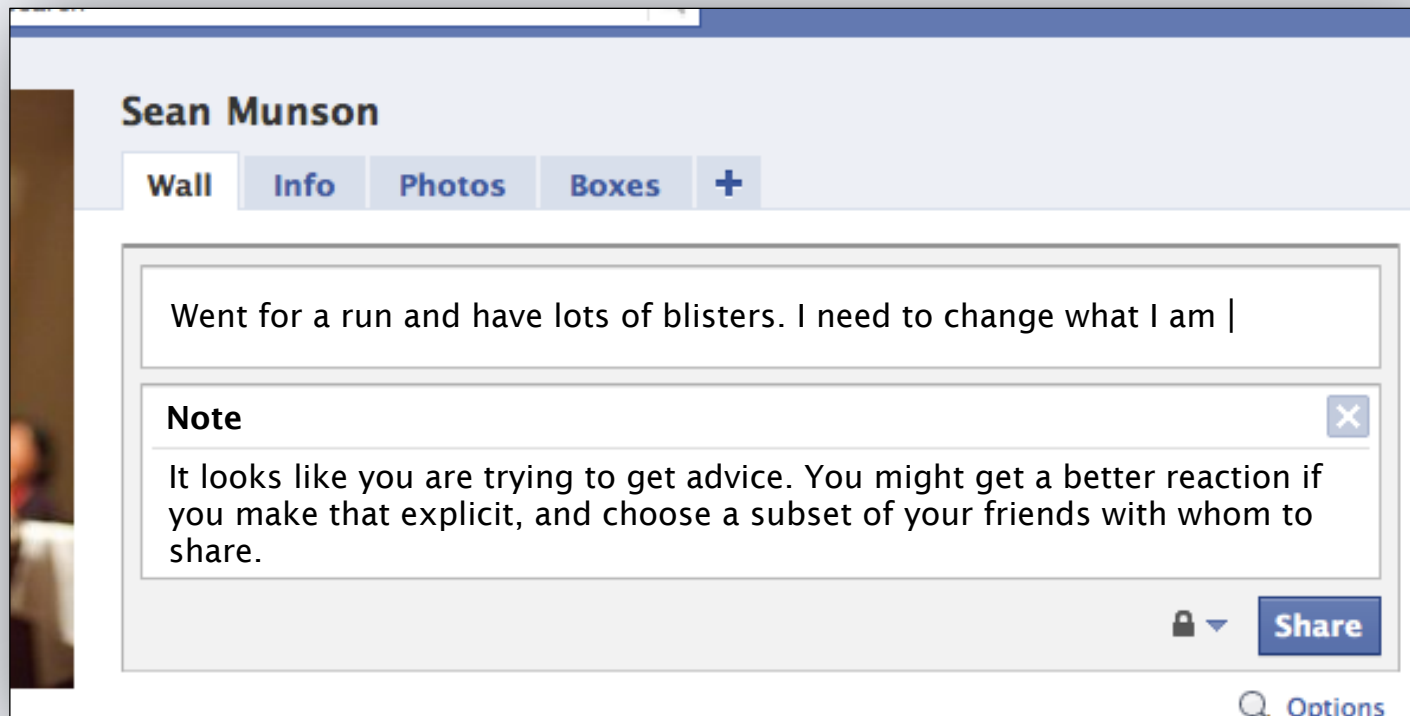 Sean Munson
Wall Info Photos Boxes +
Went for a run and have lots of blisters. I need to change what I am |
Note
It looks like you are trying to get advice. You might get a better reaction if
you make that explicit, and choose a subset of your friends with whom to
share.
Share
Options